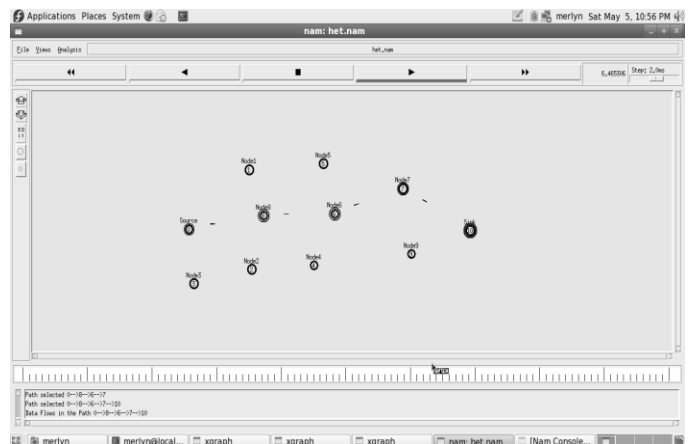 Applications Places System merlyn Sat May 5, 10:56 PM
nam: het.nam
File Views Analysis het.nam
6.465306 Step: 2.0ms
Node1
Node5
Node7
Node8
Node6
Source
Sink
Node9
Node2
Node4
Node3
Path selected 0-->8-->6-->7
Path selected 0-->8-->6-->7-->10
Data Flows in the Path 0-->8-->6-->7-->10
merlyn merlyn@local... xgraph xgraph xgraph nam: het.nam [Nam Console...